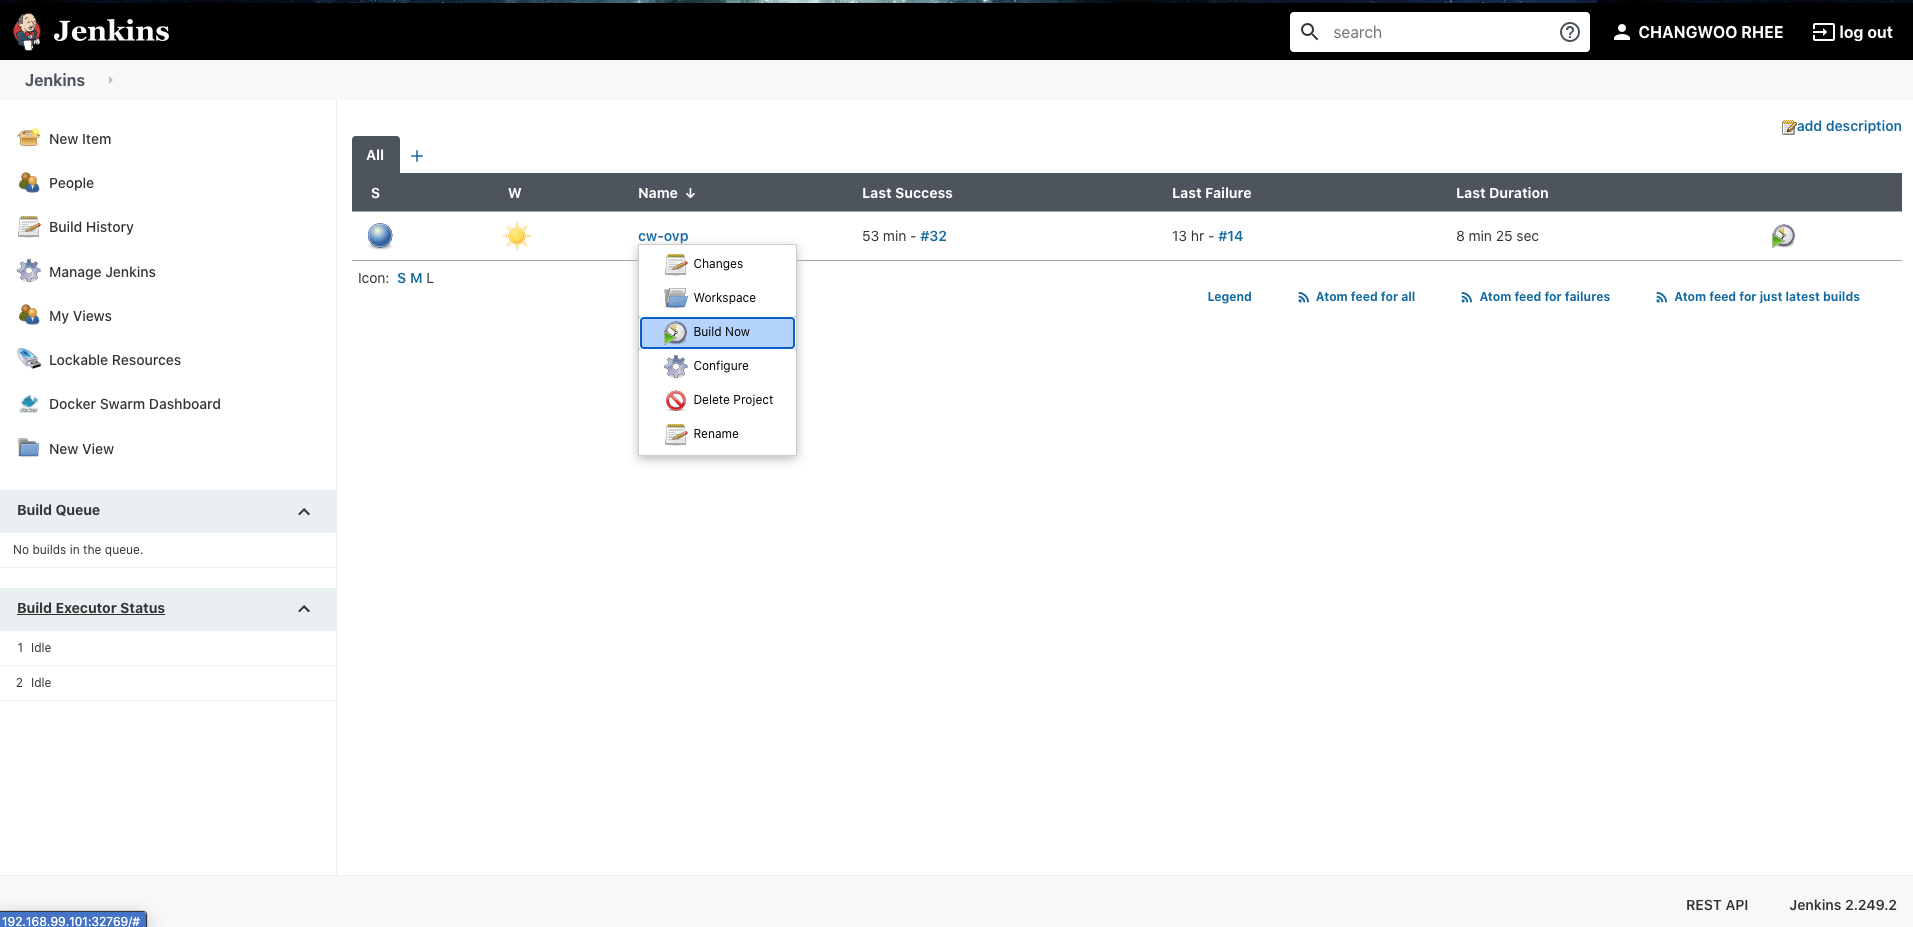 Jenkins
search
CHANGWOO RHEE
log out
Jenkins
New Item
People
Build History
Manage Jenkins
My Views
Lockable Resources
Docker Swarm Dashboard
docker
New View
Build Queue
No builds in the queue.
Build Executor Status
1 Idle
2 Idle
add description
All +
S W Name ↓ Last Success Last Failure Last Duration
cw-ovp 53 min - #32 13 hr - #14 8 min 25 sec
Icon: S M L
Changes
Workspace
Build Now
Configure
Delete Project
Rename
Legend Atom feed for all Atom feed for failures Atom feed for just latest builds
REST API Jenkins 2.249.2
192.168.99.101:32769/#